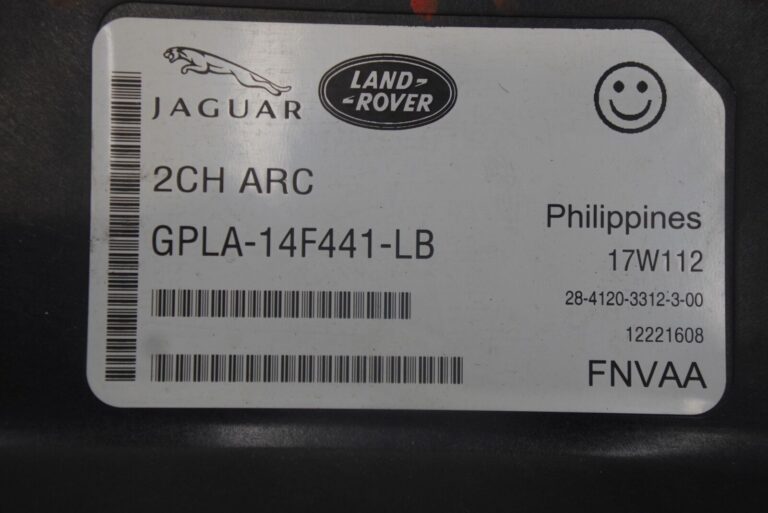 JAGUAR
LAND-
-ROVER
2CH ARC
GPLA-14F441-LB
Philippines
17W112
28-4120-3312-3-00
12221608
FNVAA